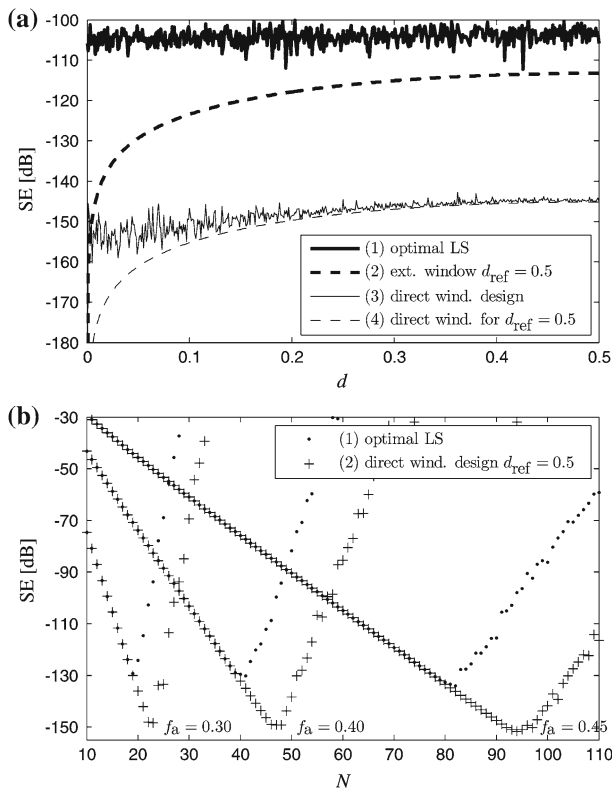 (a)
-100
-110
-120
-130
-140
-150
-160
-170
-180
SE [dB]
(1) optimal LS
(2) ext. window d_ref = 0.5
(3) direct wind. design
(4) direct wind. for d_ref = 0.5
0 0.1 0.2 0.3 0.4 0.5
d
(b)
-30
-50
-70
-90
-110
-130
-150
SE [dB]
(1) optimal LS
(2) direct wind. design d_ref = 0.5
f_a = 0.30 f_a = 0.40 f_a = 0.45
10 20 30 40 50 60 70 80 90 100 110
N